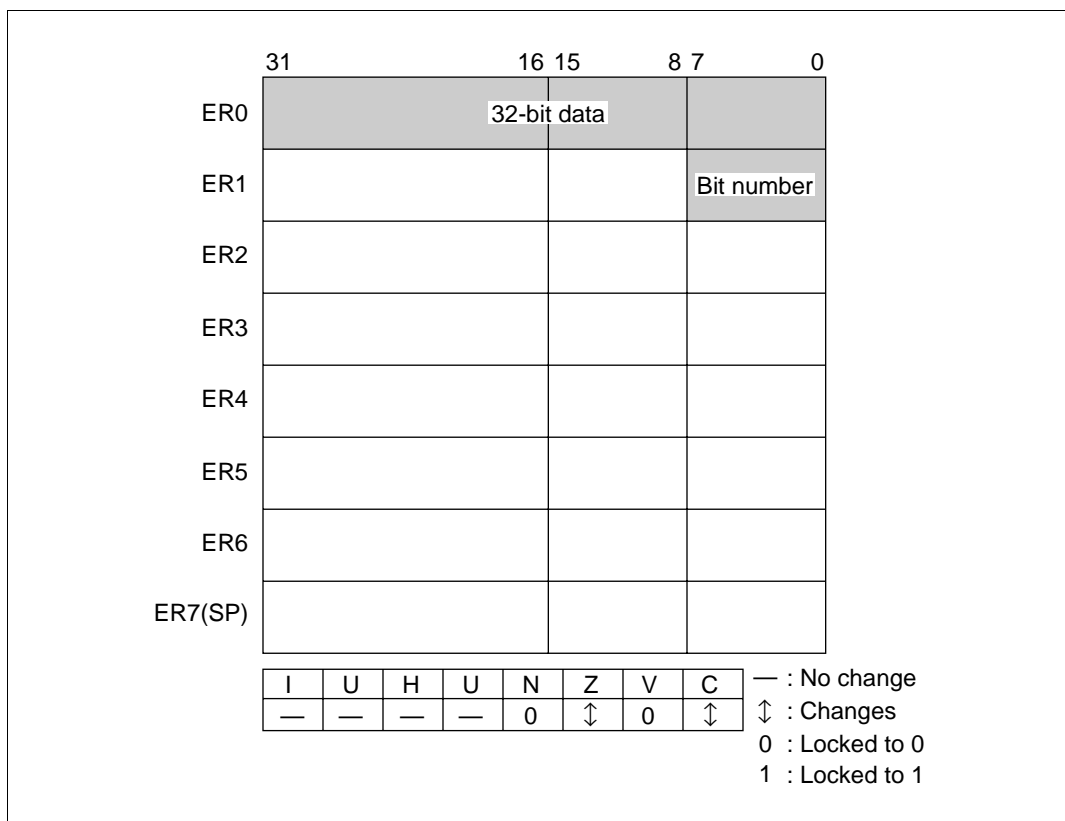 31 16 15 8 7 0
ER0 32-bit data
ER1 Bit number
ER2
ER3
ER4
ER5
ER6
ER7(SP)
I U H U N Z V C
— — — — 0 ↕ 0 ↕
— : No change
↕ : Changes
0 : Locked to 0
1 : Locked to 1